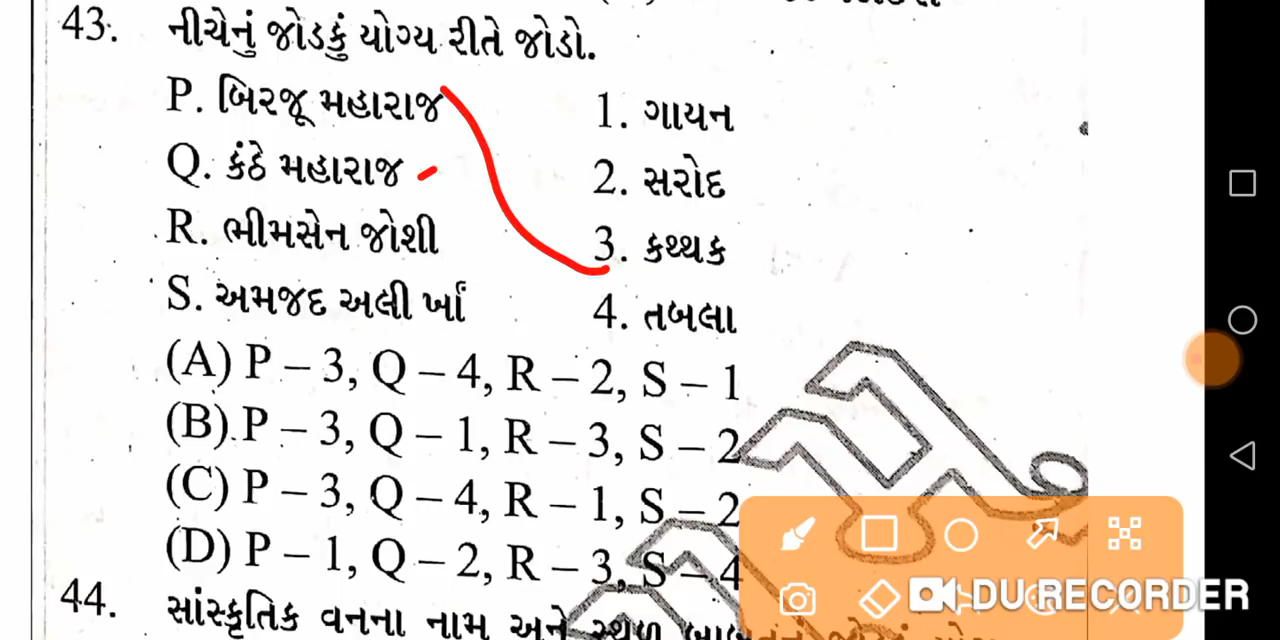 43. નીચેનું જોડકું યોગ્ય રીતે જોડો.
P. બિરજૂ મહારાજ 1. ગાયન
Q. કંઠે મહારાજ 2. સરોદ
R. ભીમસેન જોશી 3. કથ્થક
S. અમજદ અલી ખાઁ 4. તબલા
(A) P – 3, Q – 4, R – 2, S – 1
(B) P – 3, Q – 1, R – 3, S – 2
(C) P – 3, Q – 4, R – 1, S – 2
(D) P – 1, Q – 2, R – 3, S – 4
44. સાંસ્કૃતિક વનના નામ અને સ્થળ
DU RECORDER